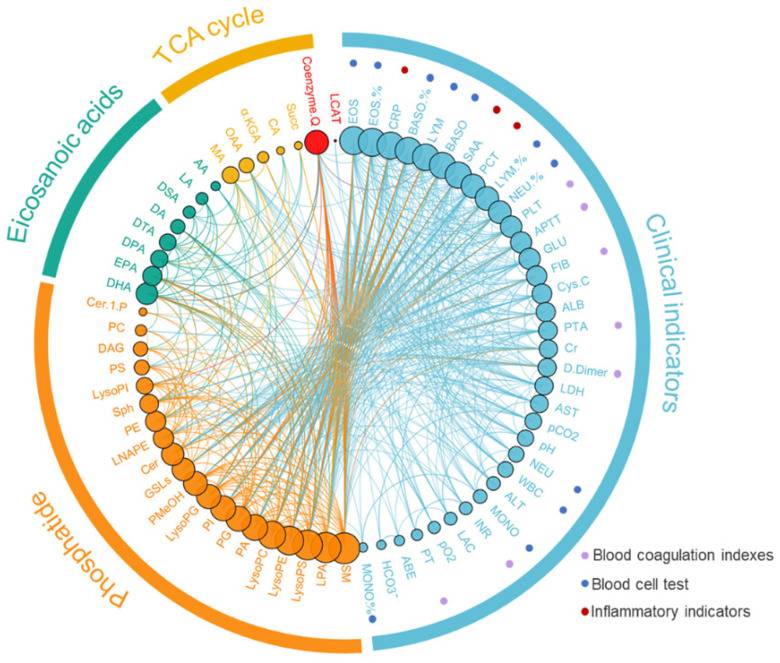 TCA cycle
Eicosanoic acids
Phosphatide
Clinical indicators
Coenzyme.Q
LCAT
EOS
EOS.%
CRP
BASO.%
LYM
BASO
SAA
PCT
LYM.%
NEU.%
PLT
APTT
GLU
FIB
Cys.C
ALB
PTA
Cr
D.Dimer
LDH
AST
pCO2
pH
NEU
WBC
ALT
MONO
INR
LAC
pO2
PT
ABE
HCO3⁻
MONO.%
SM
LPA
LysoPS
LysoPE
LysoPC
PA
PG
PI
LysoPG
PMeOH
GSLs
Cer
LNAPE
PE
Sph
LysoPI
PS
DAG
PC
Cer.1.P
DHA
EPA
DPA
DTA
DA
DSA
LA
AA
MA
OAA
α.KGA
CA
Succ
Blood coagulation indexes
Blood cell test
Inflammatory indicators